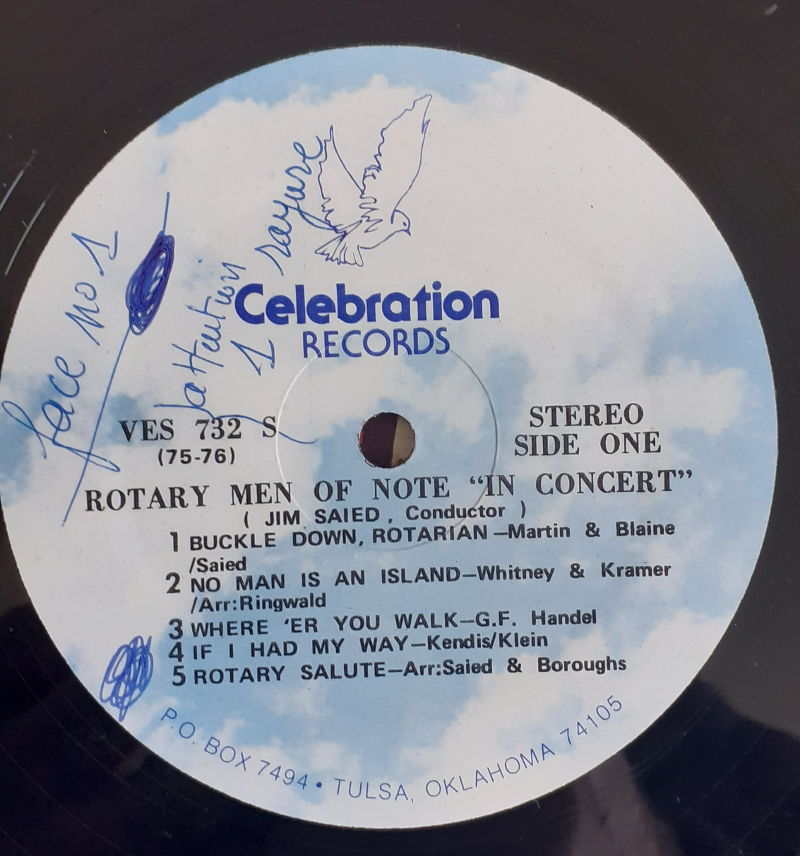 face no 1
1 rayure
Celebration
RECORDS
VES 732 S
(75-76)
STEREO
SIDE ONE
ROTARY MEN OF NOTE “IN CONCERT”
( JIM SAIED , Conductor )
1 BUCKLE DOWN, ROTARIAN—Martin & Blaine
/Saied
2 NO MAN IS AN ISLAND—Whitney & Kramer
/Arr:Ringwald
3 WHERE ‘ER YOU WALK—G.F. Handel
4 IF I HAD MY WAY—Kendis/Klein
5 ROTARY SALUTE—Arr:Saied & Boroughs
P.O. BOX 7494 • TULSA, OKLAHOMA 74105